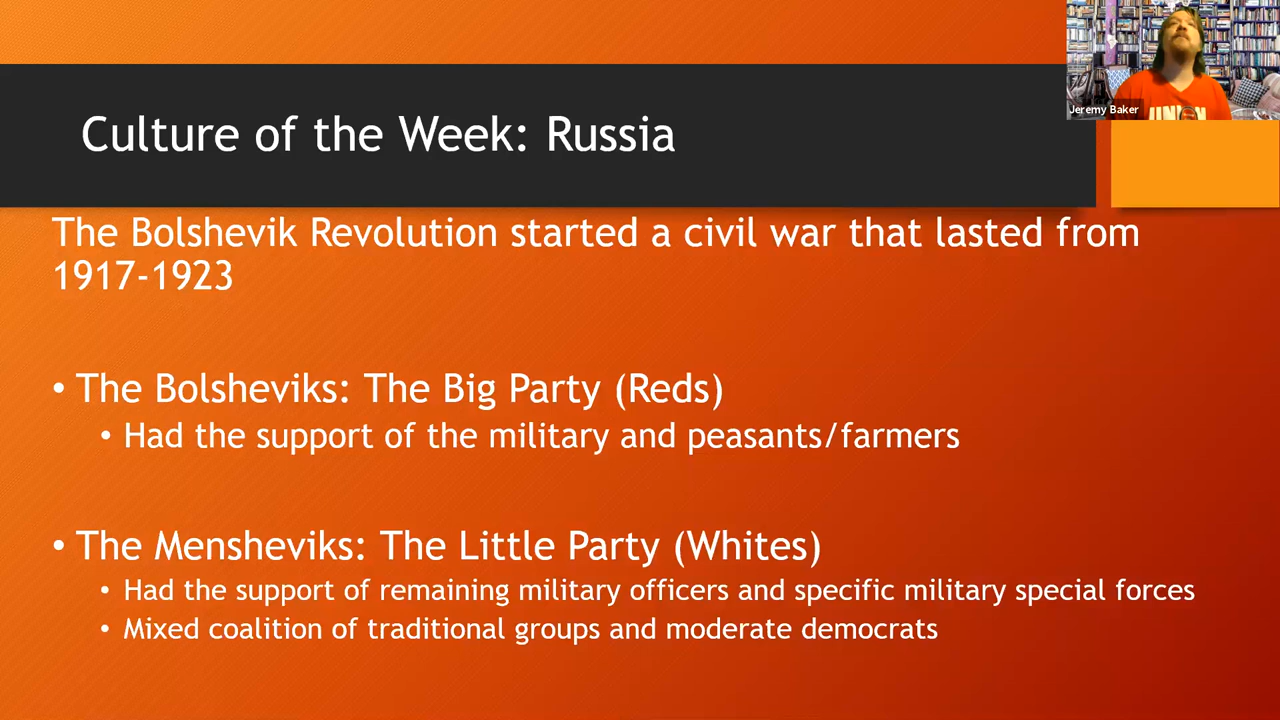 Jeremy Baker
Culture of the Week: Russia
The Bolshevik Revolution started a civil war that lasted from
1917-1923
• The Bolsheviks: The Big Party (Reds)
• Had the support of the military and peasants/farmers
• The Mensheviks: The Little Party (Whites)
• Had the support of remaining military officers and specific military special forces
• Mixed coalition of traditional groups and moderate democrats